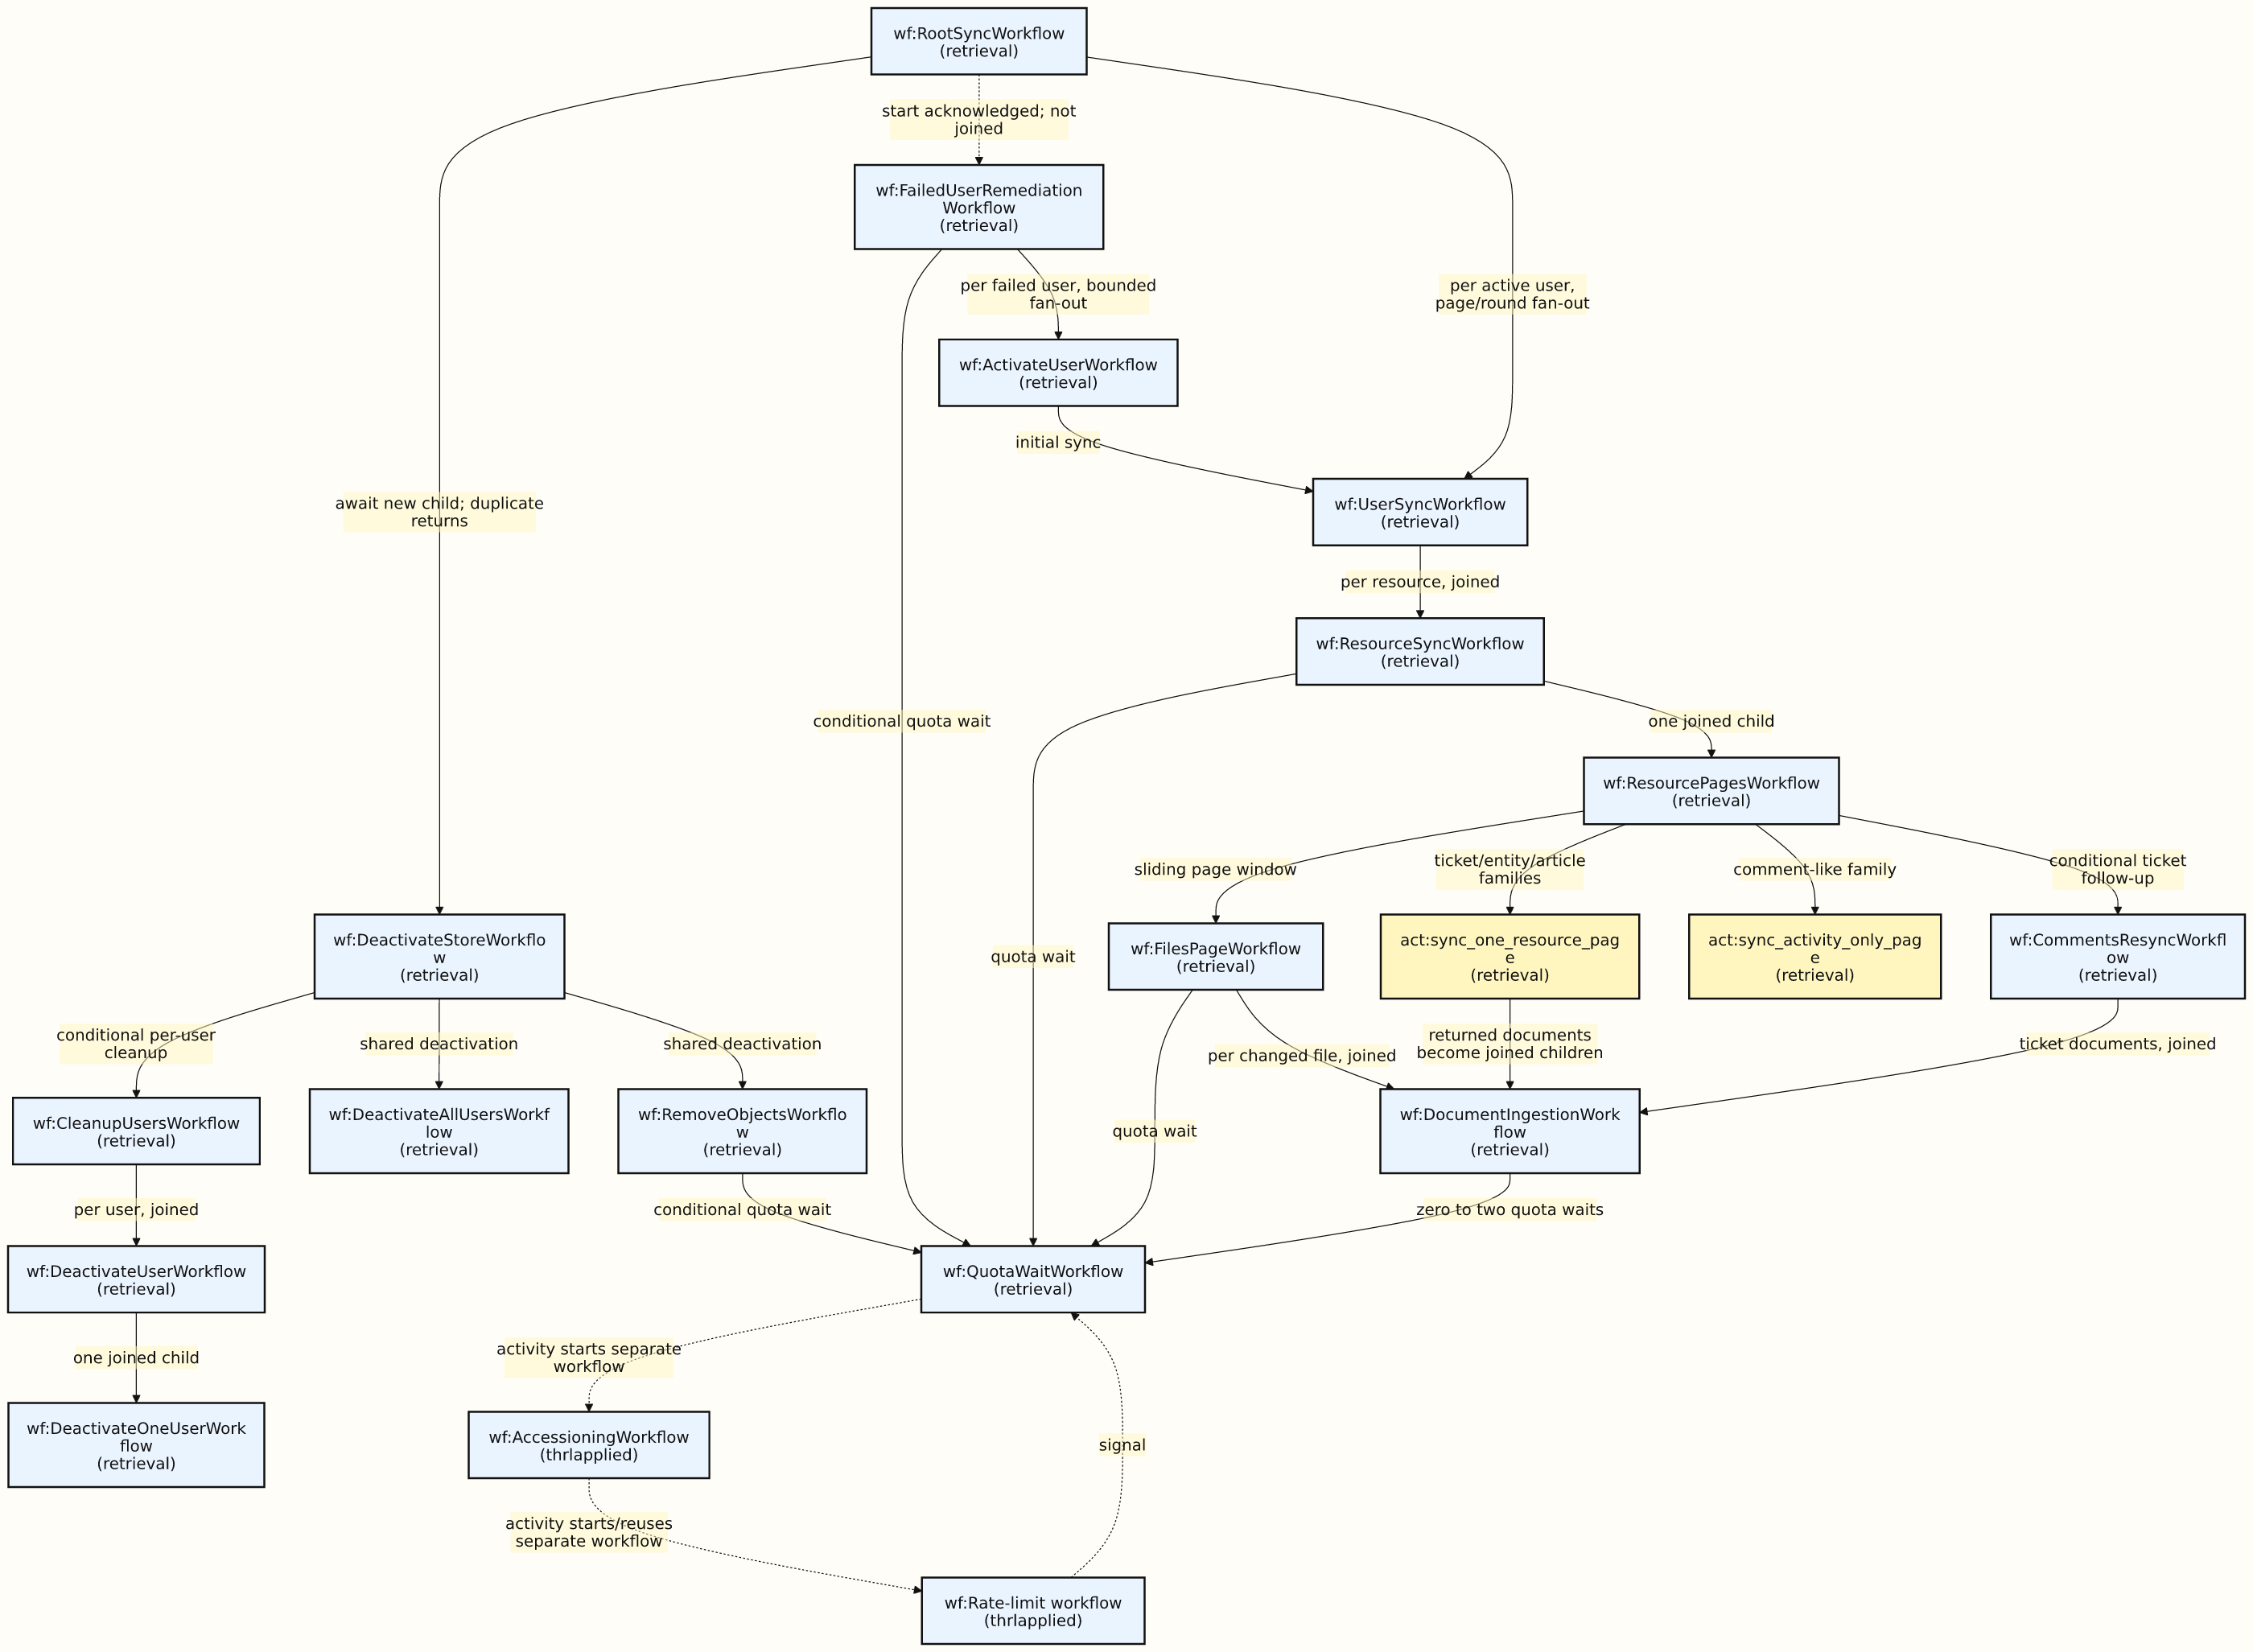 wf:RootSyncWorkflow
(retrieval)
start acknowledged; not
joined
wf:FailedUserRemediation
Workflow
(retrieval)
per failed user, bounded
fan-out
per active user,
page/round fan-out
wf:ActivateUserWorkflow
(retrieval)
initial sync
await new child; duplicate
returns
wf:UserSyncWorkflow
(retrieval)
per resource, joined
wf:ResourceSyncWorkflow
(retrieval)
conditional quota wait
one joined child
wf:ResourcePagesWorkflow
(retrieval)
sliding page window
ticket/entity/article
families
comment-like family
conditional ticket
follow-up
wf:DeactivateStoreWorkflo
w
(retrieval)
quota wait
wf:FilesPageWorkflow
(retrieval)
act:sync_one_resource_pag
e
(retrieval)
act:sync_activity_only_pag
e
(retrieval)
wf:CommentsResyncWorkfl
ow
(retrieval)
conditional per-user
cleanup
shared deactivation
shared deactivation
per changed file, joined
returned documents
become joined children
ticket documents, joined
wf:CleanupUsersWorkflow
(retrieval)
wf:DeactivateAllUsersWorkf
low
(retrieval)
wf:RemoveObjectsWorkflo
w
(retrieval)
quota wait
wf:DocumentIngestionWork
flow
(retrieval)
per user, joined
conditional quota wait
zero to two quota waits
wf:DeactivateUserWorkflow
(retrieval)
wf:QuotaWaitWorkflow
(retrieval)
one joined child
activity starts separate
workflow
wf:DeactivateOneUserWork
flow
(retrieval)
wf:AccessioningWorkflow
(thrlapplied)
signal
activity starts/reuses
separate workflow
wf:Rate-limit workflow
(thrlapplied)